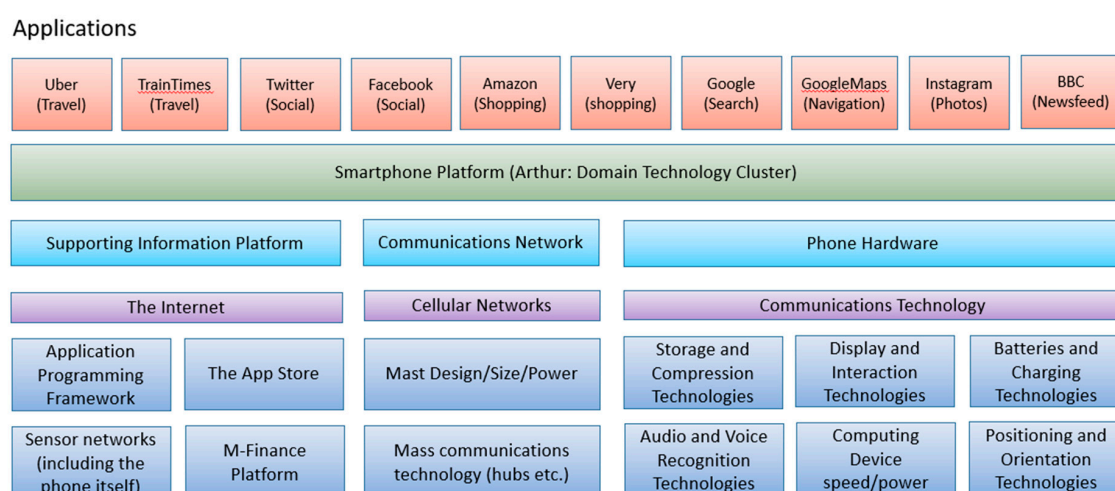 Applications
Uber
(Travel)
TrainTimes
(Travel)
Twitter
(Social)
Facebook
(Social)
Amazon
(Shopping)
Very
(shopping)
Google
(Search)
GoogleMaps
(Navigation)
Instagram
(Photos)
BBC
(Newsfeed)
Smartphone Platform (Arthur: Domain Technology Cluster)
Supporting Information Platform
Communications Network
Phone Hardware
The Internet
Cellular Networks
Communications Technology
Application
Programming
Framework
The App Store
Mast Design/Size/Power
Storage and
Compression
Technologies
Display and
Interaction
Technologies
Batteries and
Charging
Technologies
Sensor networks
(including the
phone itself)
M-Finance
Platform
Mass communications
technology (hubs etc.)
Audio and Voice
Recognition
Technologies
Computing
Device
speed/power
Positioning and
Orientation
Technologies